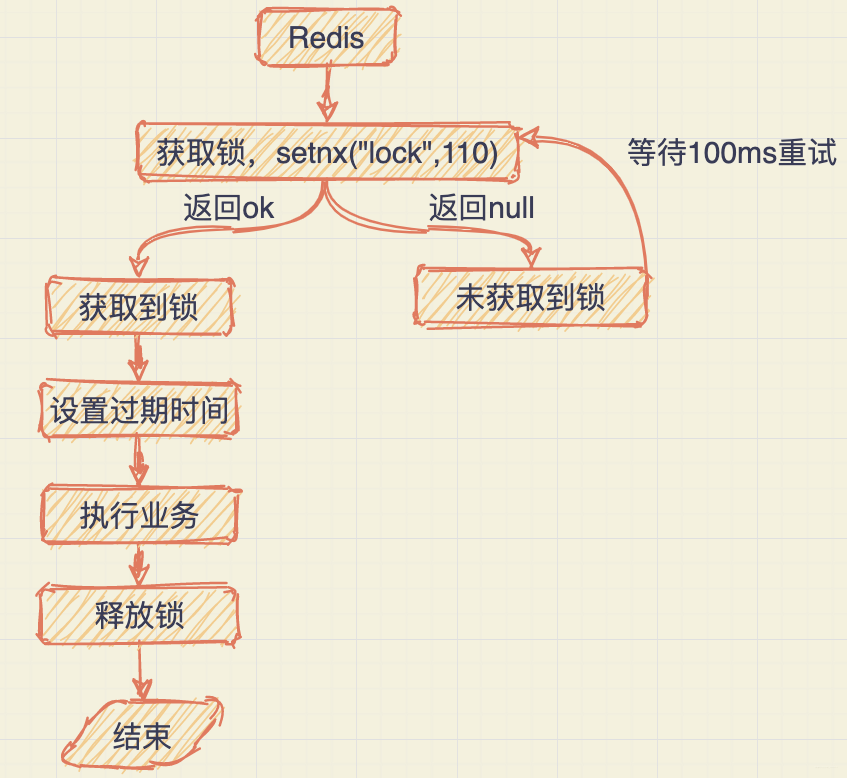 Redis
获取锁，setnx("lock",110)
等待100ms重试
返回ok
返回null
获取到锁
未获取到锁
设置过期时间
执行业务
释放锁
结束